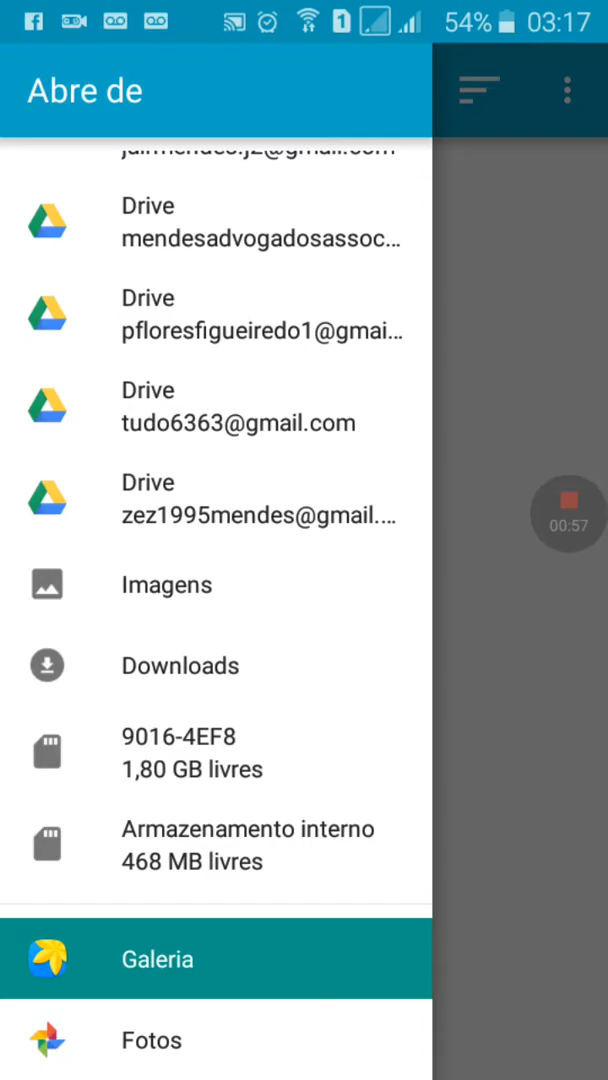 54% 03:17
Abre de
Drive
mendesadvogadosassoc...
Drive
pfloresfigueiredo1@gmai...
Drive
tudo6363@gmail.com
Drive
zez1995mendes@gmail....
00:57
Imagens
Downloads
9016-4EF8
1,80 GB livres
Armazenamento interno
468 MB livres
Galeria
Fotos